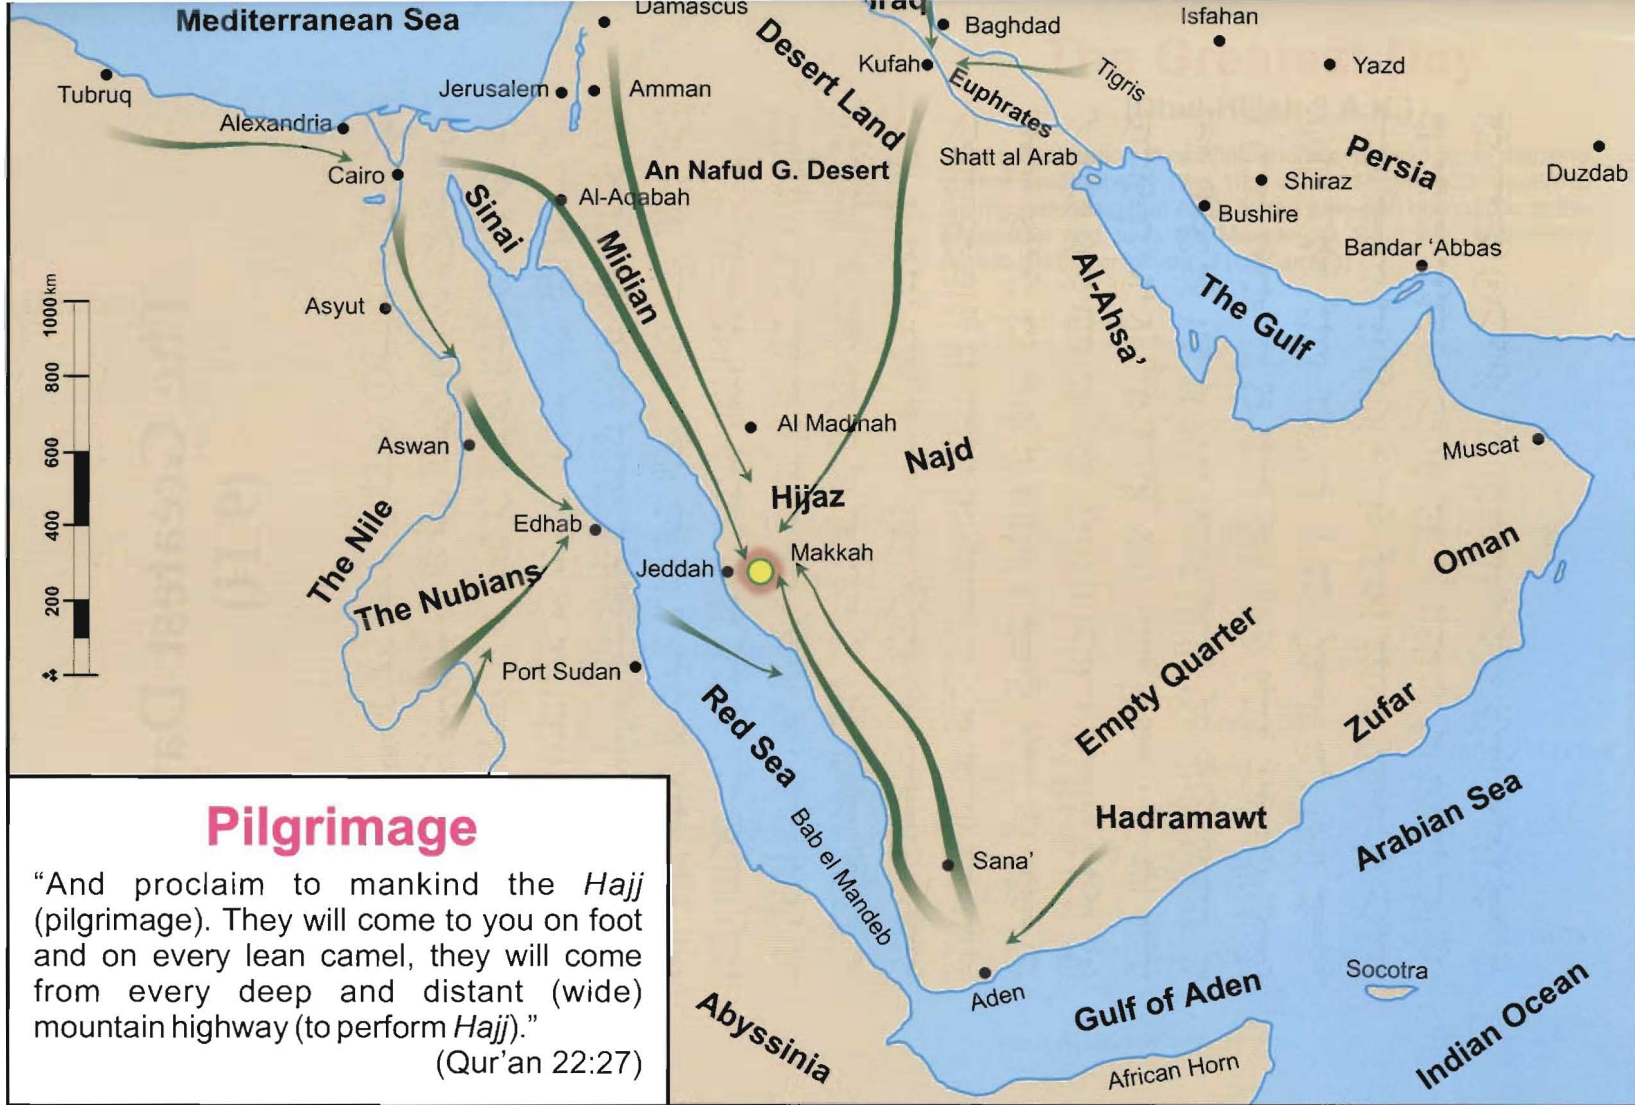 Mediterranean Sea
Damascus
Iraq
Baghdad
Isfahan
Desert Land
Kufah
Yazd
Tigris
Tubruq
Jerusalem
Amman
Euphrates
Alexandria
Shatt al Arab
Persia
Cairo
An Nafud G. Desert
Shiraz
Duzdab
Al-Aqabah
Sinai
Bushire
Midian
Bandar ‘Abbas
Al-Ahsa’
The Gulf
Asyut
1000 km
800
600
400
200
Al Madinah
Aswan
Najd
Muscat
Hijaz
Edhab
The Nile
Makkah
Jeddah
Oman
The Nubians
Port Sudan
Empty Quarter
Red Sea
Zufar
Hadramawt
Arabian Sea
Bab el Mandeb
Sana’
Socotra
Aden
Gulf of Aden
Abyssinia
African Horn
Indian Ocean
Pilgrimage
“And proclaim to mankind the Hajj
(pilgrimage). They will come to you on foot
and on every lean camel, they will come
from every deep and distant (wide)
mountain highway (to perform Hajj).”
(Qur’an 22:27)